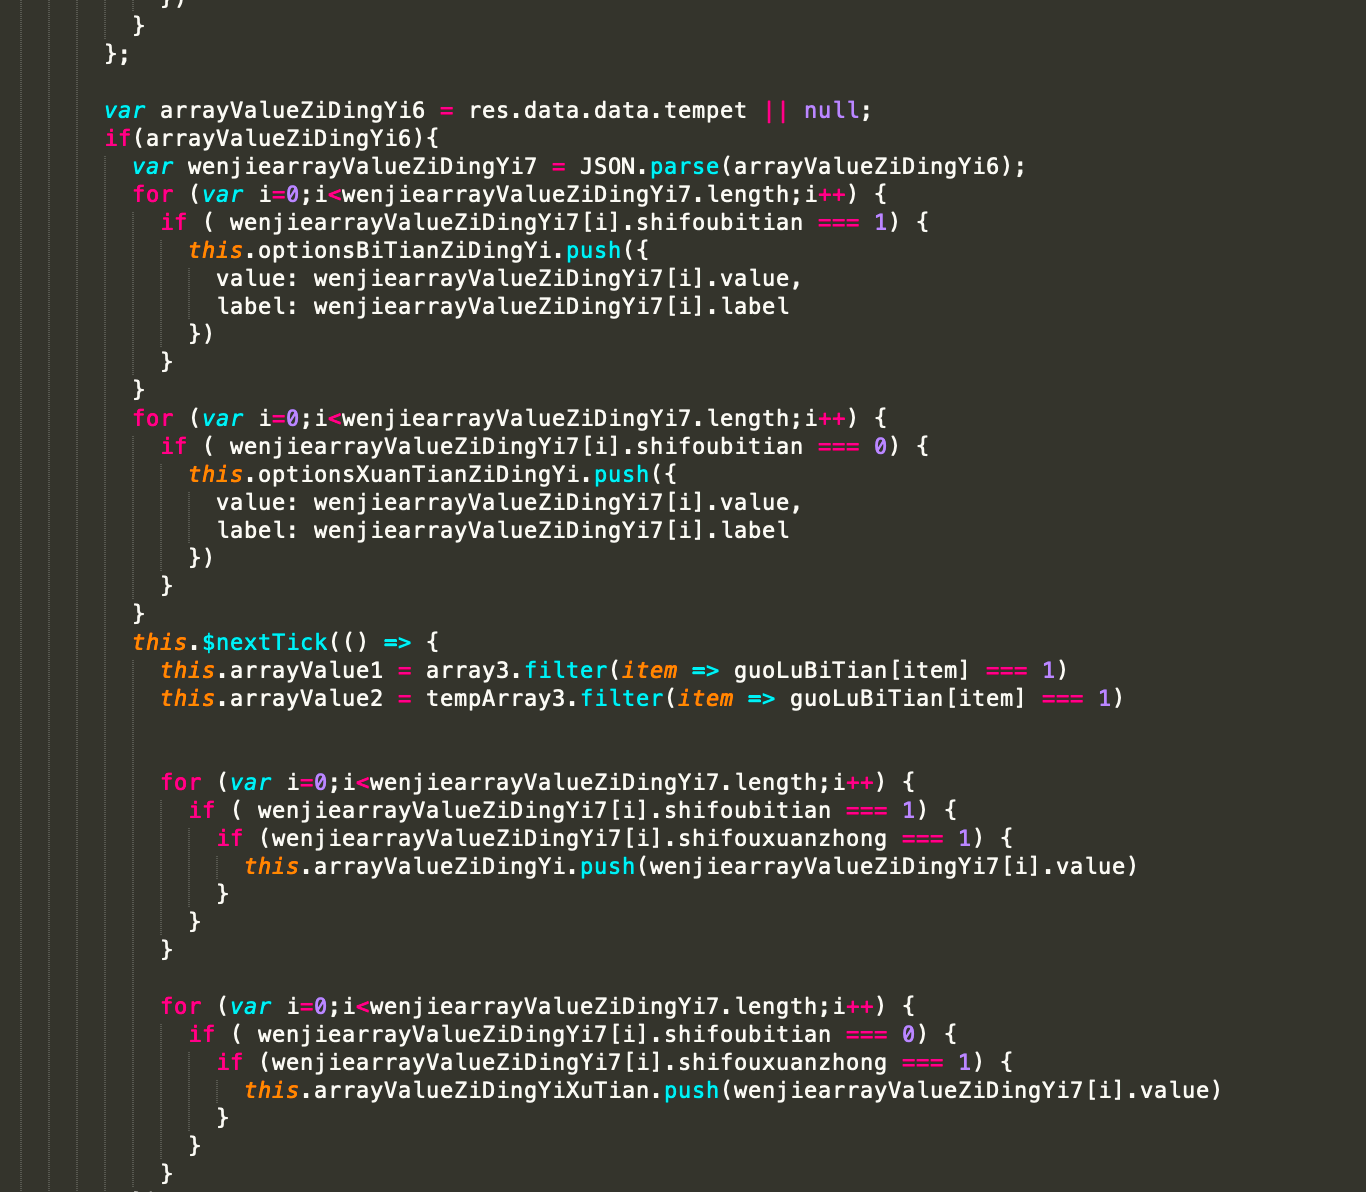 })
}
};
var arrayValueZiDingYi6 = res.data.data.tempet || null;
if(arrayValueZiDingYi6){
var wenjiearrayValueZiDingYi7 = JSON.parse(arrayValueZiDingYi6);
for (var i=0;i<wenjiearrayValueZiDingYi7.length;i++) {
if ( wenjiearrayValueZiDingYi7[i].shifoubitian === 1) {
this.optionsBiTianZiDingYi.push({
value: wenjiearrayValueZiDingYi7[i].value,
label: wenjiearrayValueZiDingYi7[i].label
})
}
}
for (var i=0;i<wenjiearrayValueZiDingYi7.length;i++) {
if ( wenjiearrayValueZiDingYi7[i].shifoubitian === 0) {
this.optionsXuanTianZiDingYi.push({
value: wenjiearrayValueZiDingYi7[i].value,
label: wenjiearrayValueZiDingYi7[i].label
})
}
}
this.$nextTick(() => {
this.arrayValue1 = array3.filter(item => guoLuBiTian[item] === 1)
this.arrayValue2 = tempArray3.filter(item => guoLuBiTian[item] === 1)
for (var i=0;i<wenjiearrayValueZiDingYi7.length;i++) {
if ( wenjiearrayValueZiDingYi7[i].shifoubitian === 1) {
if (wenjiearrayValueZiDingYi7[i].shifouxuanzhong === 1) {
this.arrayValueZiDingYi.push(wenjiearrayValueZiDingYi7[i].value)
}
}
}
for (var i=0;i<wenjiearrayValueZiDingYi7.length;i++) {
if ( wenjiearrayValueZiDingYi7[i].shifoubitian === 0) {
if (wenjiearrayValueZiDingYi7[i].shifouxuanzhong === 1) {
this.arrayValueZiDingYiXuTian.push(wenjiearrayValueZiDingYi7[i].value)
}
}
}